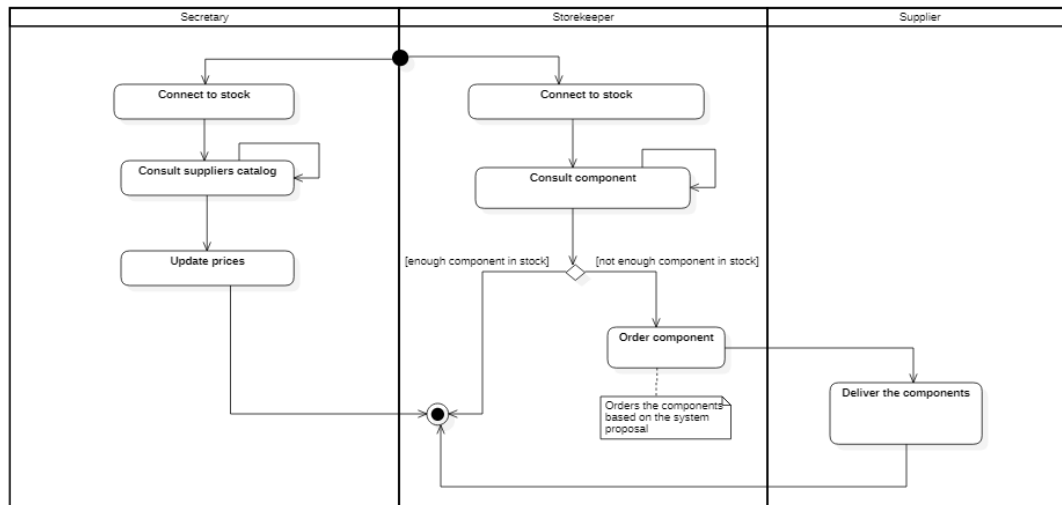 Secretary
Storekeeper
Supplier
Connect to stock
Connect to stock
Consult suppliers catalog
Consult component
Update prices
[enough component in stock]
[not enough component in stock]
Order component
Deliver the components
Orders the components
based on the system
proposal